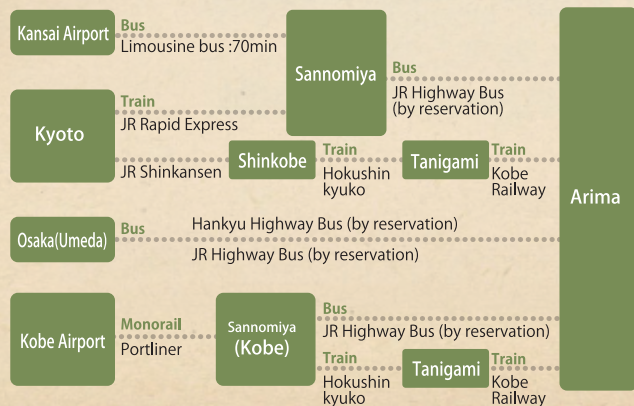 Kansai Airport
Bus
Limousine bus :70min
Sannomiya
Bus
JR Highway Bus
(by reservation)
Kyoto
Train
JR Rapid Express
JR Shinkansen
Shinkobe
Train
Hokushin
kyuko
Tanigami
Train
Kobe
Railway
Arima
Osaka(Umeda)
Bus
Hankyu Highway Bus (by reservation)
JR Highway Bus (by reservation)
Kobe Airport
Monorail
Portliner
Sannomiya
(Kobe)
Bus
JR Highway Bus (by reservation)
Train
Hokushin
kyuko
Tanigami
Train
Kobe
Railway